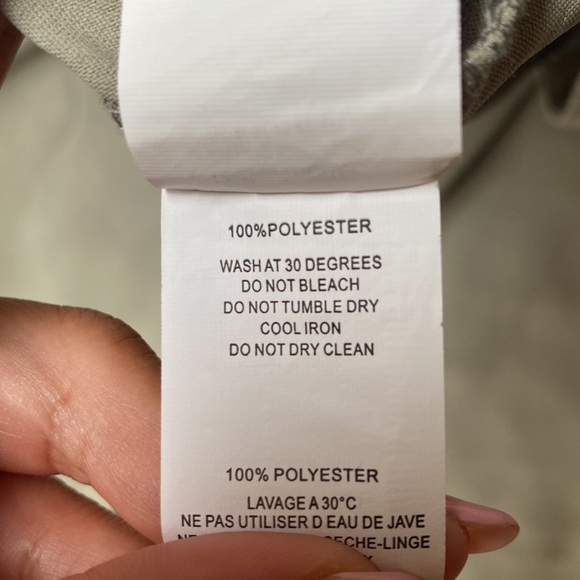 100%POLYESTER
WASH AT 30 DEGREES
DO NOT BLEACH
DO NOT TUMBLE DRY
COOL IRON
DO NOT DRY CLEAN
100% POLYESTER
LAVAGE A 30°C
NE PAS UTILISER D EAU DE JAVE